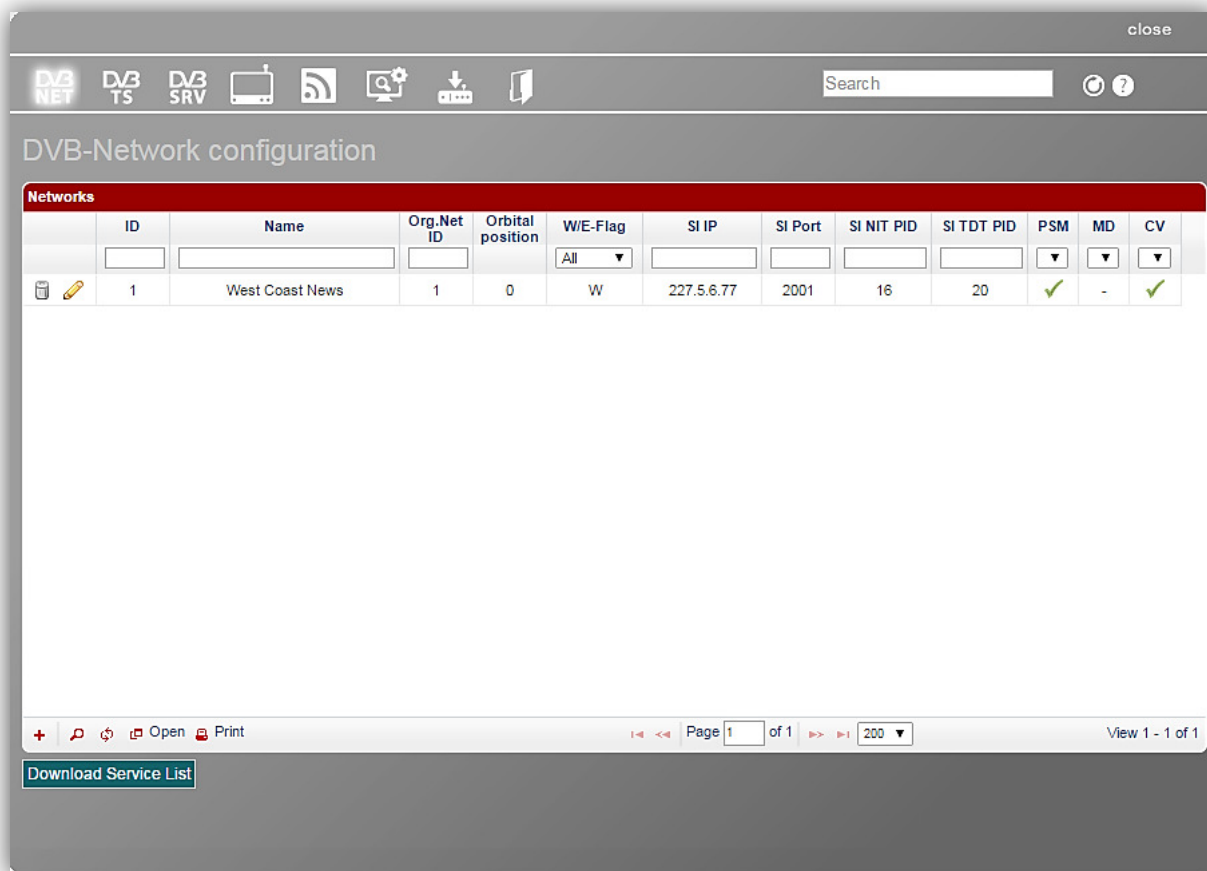 close
DVB NET DVB TS DVB SRV Search ?
DVB-Network configuration
Networks
ID Name Org.Net ID Orbital position W/E-Flag SI IP SI Port SI NIT PID SI TDT PID PSM MD CV
All
1 West Coast News 1 0 W 227.5.6.77 2001 16 20 -
Open Print Page 1 of 1 200 View 1 - 1 of 1
Download Service List